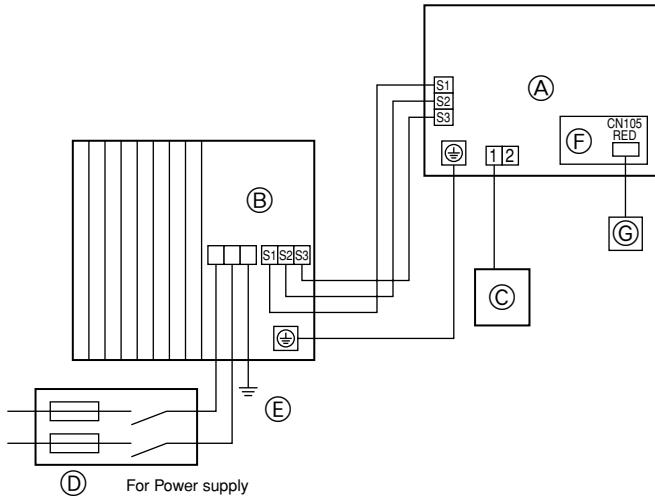 S1
S2
S3
Ⓐ
CN105
RED
Ⓕ
1 2
Ⓑ
Ⓖ
S1 S2 S3
Ⓒ
Ⓔ
Ⓓ For Power supply